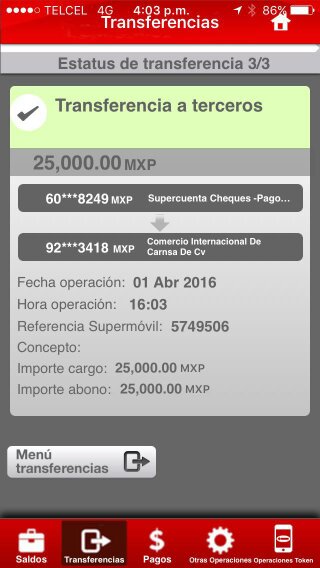 TELCEL 4G 4:03 p.m. 86%
Transferencias
Estatus de transferencia 3/3
Transferencia a terceros
25,000.00 MXP
60***8249 MXP Supercuenta Cheques -Pago...
92***3418 MXP Comercio Internacional De
Carnsa De Cv
Fecha operación: 01 Abr 2016
Hora operación: 16:03
Referencia Supermóvil: 5749506
Concepto:
Importe cargo: 25,000.00 MXP
Importe abono: 25,000.00 MXP
Menú
transferencias
Saldos Transferencias Pagos Otras Operaciones Operaciones Token